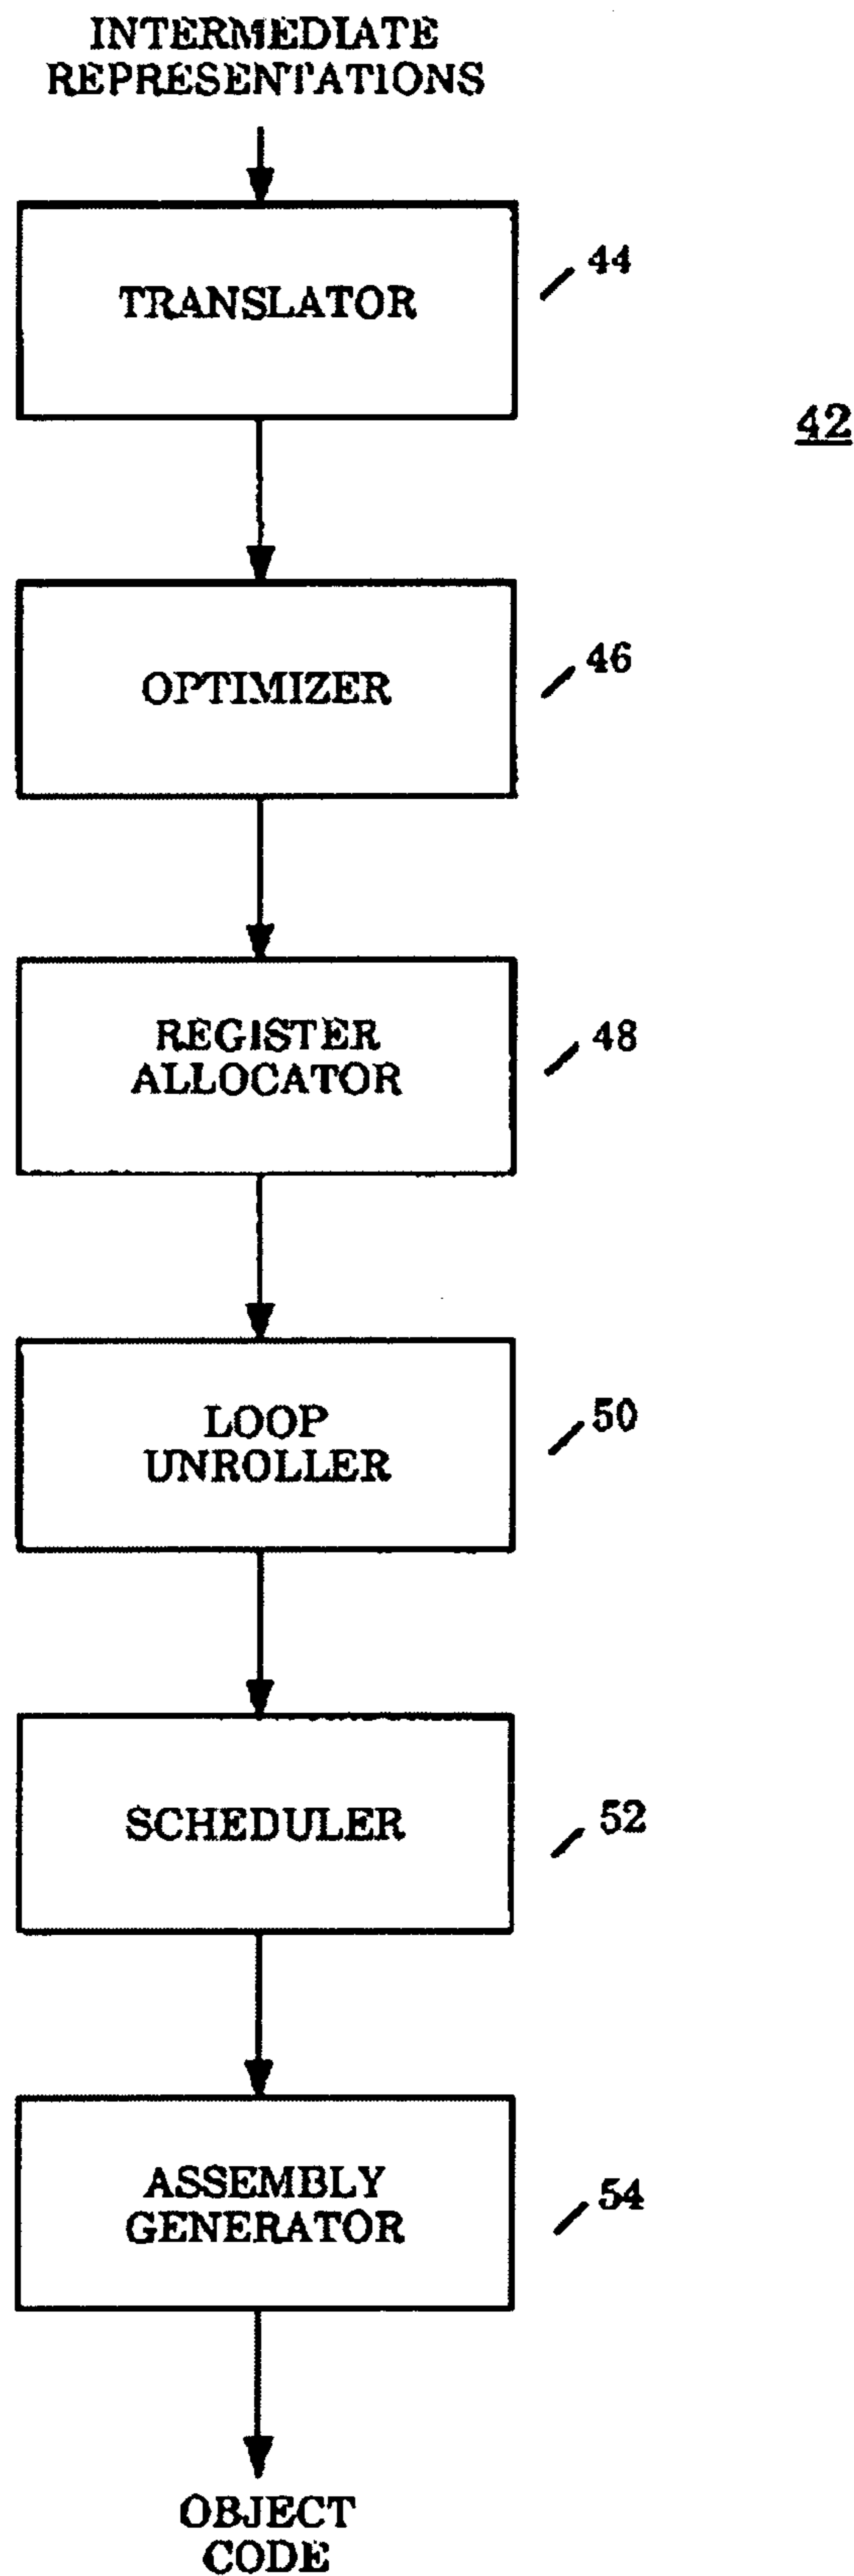 INTERMEDIATE
REPRESENTATIONS
TRANSLATOR
44
42
OPTIMIZER
46
REGISTER
ALLOCATOR
48
LOOP
UNROLLER
50
SCHEDULER
52
ASSEMBLY
GENERATOR
54
OBJECT
CODE